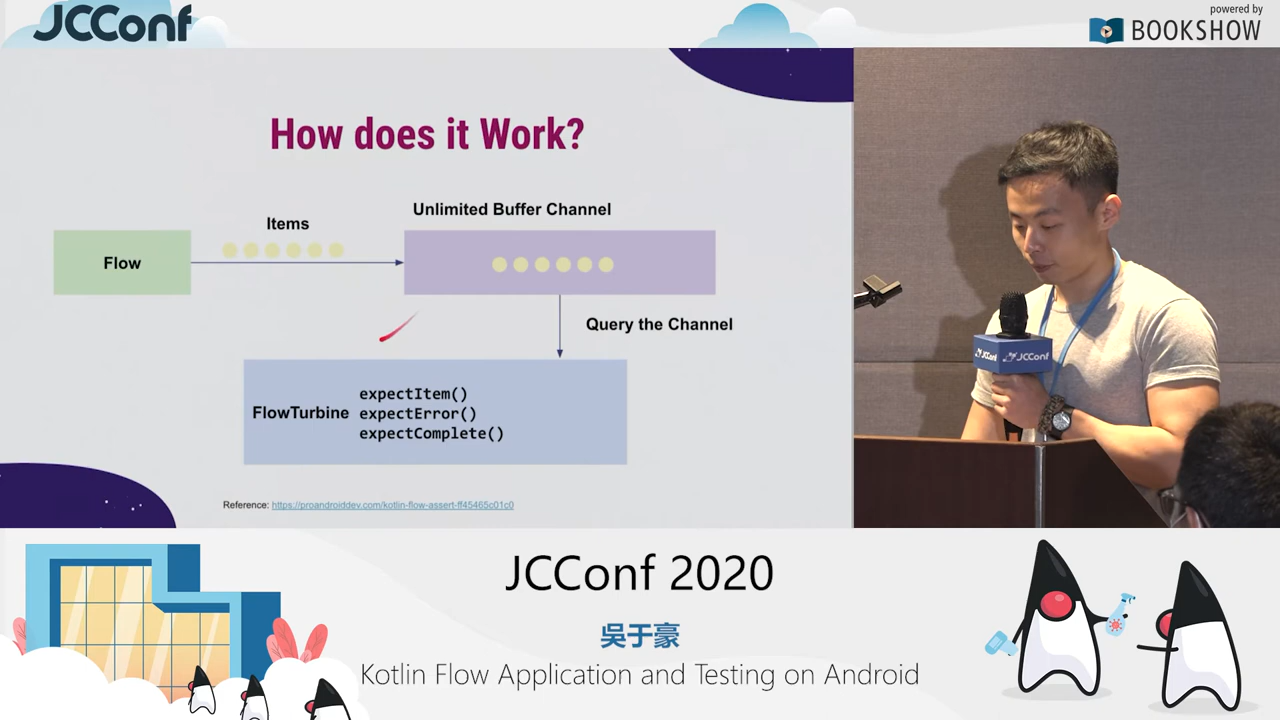 JCConf
powered by
BOOKSHOW
How does it Work?
Items
Unlimited Buffer Channel
Flow
Query the Channel
FlowTurbine
expectItem()
expectError()
expectComplete()
Reference: https://proandroiddev.com/kotlin-flow-assert-ff45465c01c0
JCConf
JCConf
JCConf 2020
吳于豪
Kotlin Flow Application and Testing on Android